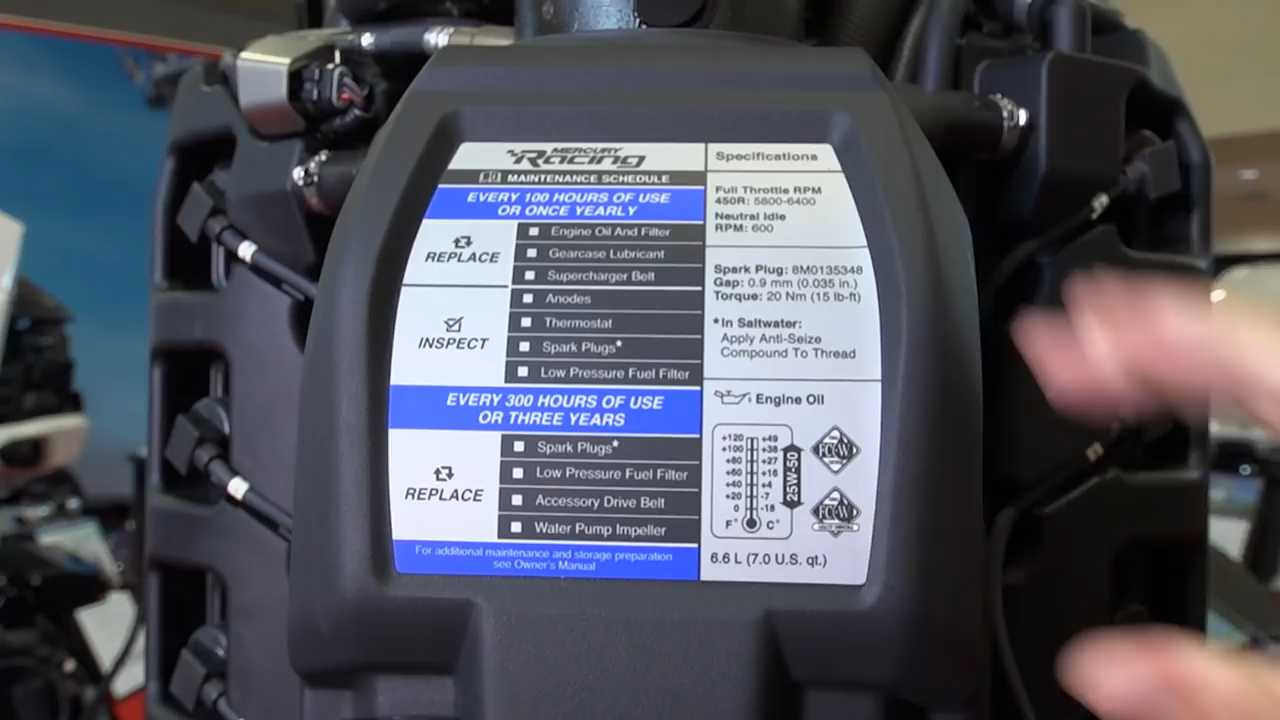 MERCURY
Racing
MAINTENANCE SCHEDULE
EVERY 100 HOURS OF USE
OR ONCE YEARLY
REPLACE
Engine Oil And Filter
Gearcase Lubricant
Supercharger Belt
INSPECT
Anodes
Thermostat
Spark Plugs*
Low Pressure Fuel Filter
EVERY 300 HOURS OF USE
OR THREE YEARS
REPLACE
Spark Plugs*
Low Pressure Fuel Filter
Accessory Drive Belt
Water Pump Impeller
For additional maintenance and storage preparation
see Owner's Manual
Specifications
Full Throttle RPM
450R: 5800-6400
Neutral Idle
RPM: 600
Spark Plug: 8M0135348
Gap: 0.9 mm (0.035 in.)
Torque: 20 Nm (15 lb-ft)
*In Saltwater:
Apply Anti-Seize
Compound To Thread
: Engine Oil
+120 +49
+100 +38
+80 +27
+60 +16
+40 +4
+20 -7
0 -18
F° C°
25W-50
FC-W
FC-W
6.6 L (7.0 U.S. qt.)